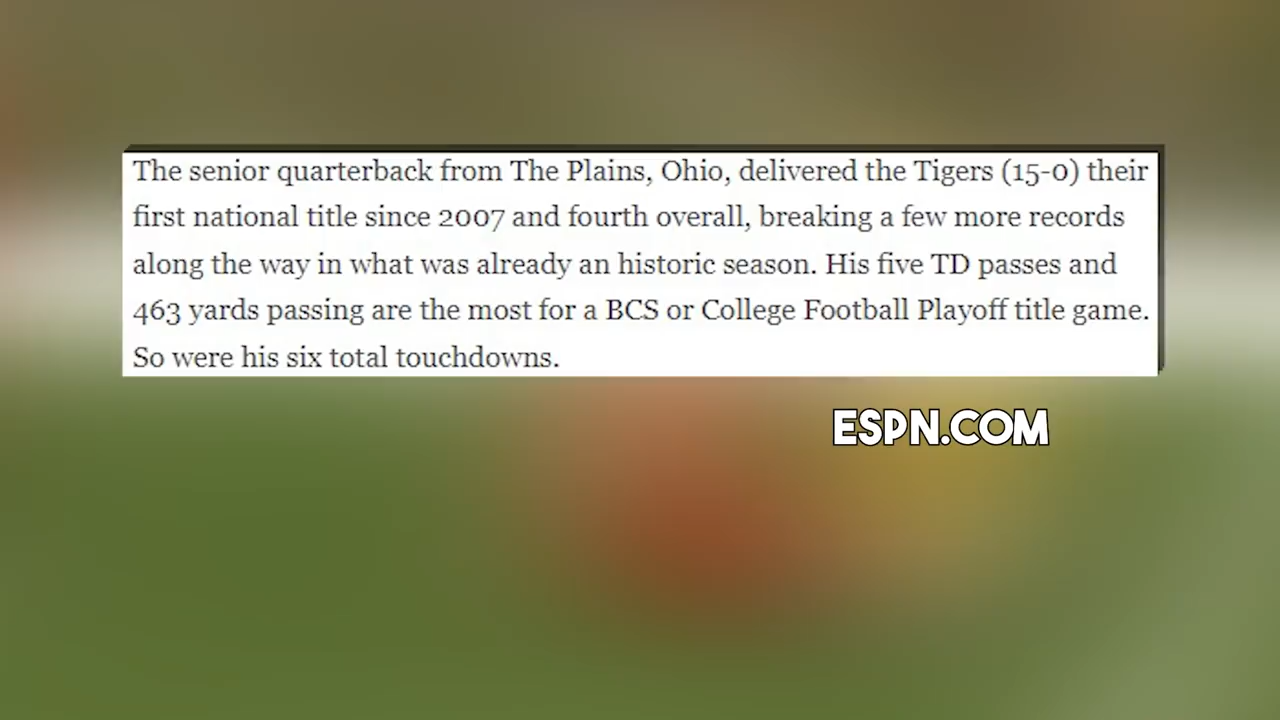 The senior quarterback from The Plains, Ohio, delivered the Tigers (15-0) their
first national title since 2007 and fourth overall, breaking a few more records
along the way in what was already an historic season. His five TD passes and
463 yards passing are the most for a BCS or College Football Playoff title game.
So were his six total touchdowns.
ESPN.COM